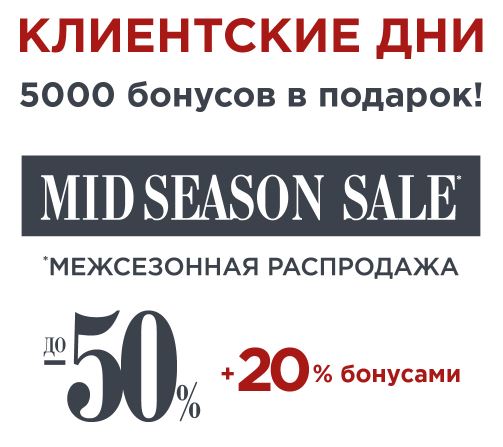 КЛИЕНТСКИЕ ДНИ
5000 бонусов в подарок!
MID SEASON SALE*
*МЕЖСЕЗОННАЯ РАСПРОДАЖА
ДО -50% +20% бонусами